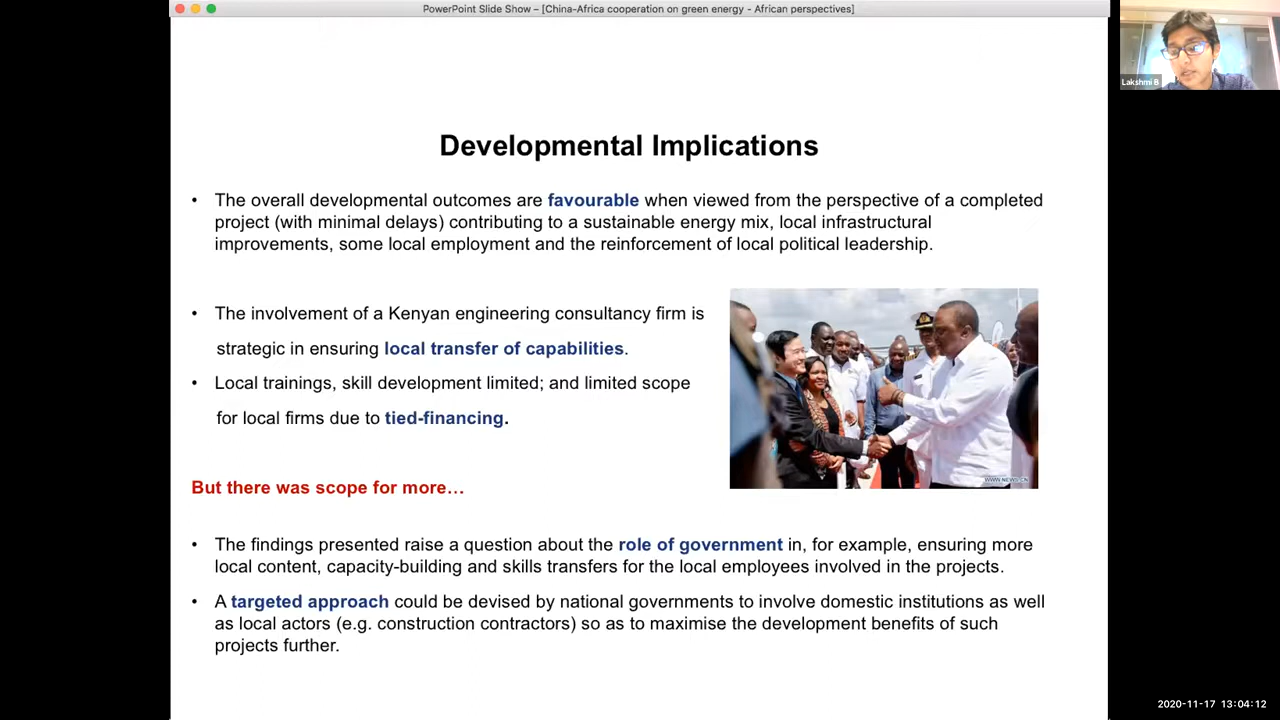 PowerPoint Slide Show – [China-Africa cooperation on green energy - African perspectives]
Lakshmi B
Developmental Implications
• The overall developmental outcomes are favourable when viewed from the perspective of a completed
project (with minimal delays) contributing to a sustainable energy mix, local infrastructural
improvements, some local employment and the reinforcement of local political leadership.
• The involvement of a Kenyan engineering consultancy firm is
strategic in ensuring local transfer of capabilities.
• Local trainings, skill development limited; and limited scope
for local firms due to tied-financing.
WWW.NEWS.CN
But there was scope for more…
• The findings presented raise a question about the role of government in, for example, ensuring more
local content, capacity-building and skills transfers for the local employees involved in the projects.
• A targeted approach could be devised by national governments to involve domestic institutions as well
as local actors (e.g. construction contractors) so as to maximise the development benefits of such
projects further.
2020-11-17 13:04:12